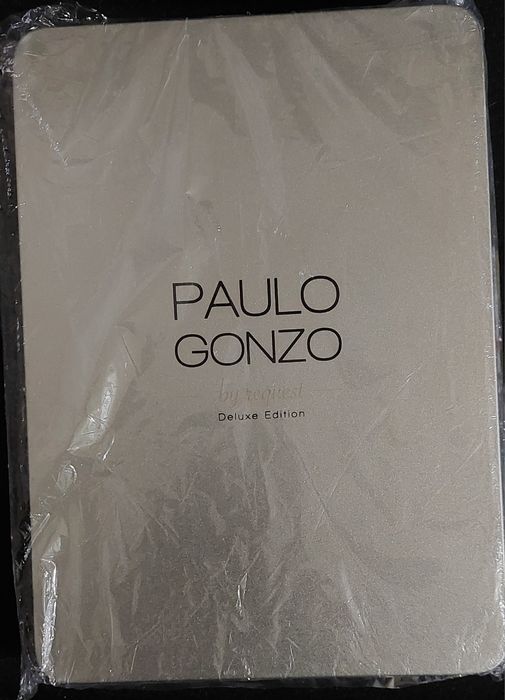 PAULO
GONZO
by request
Deluxe Edition